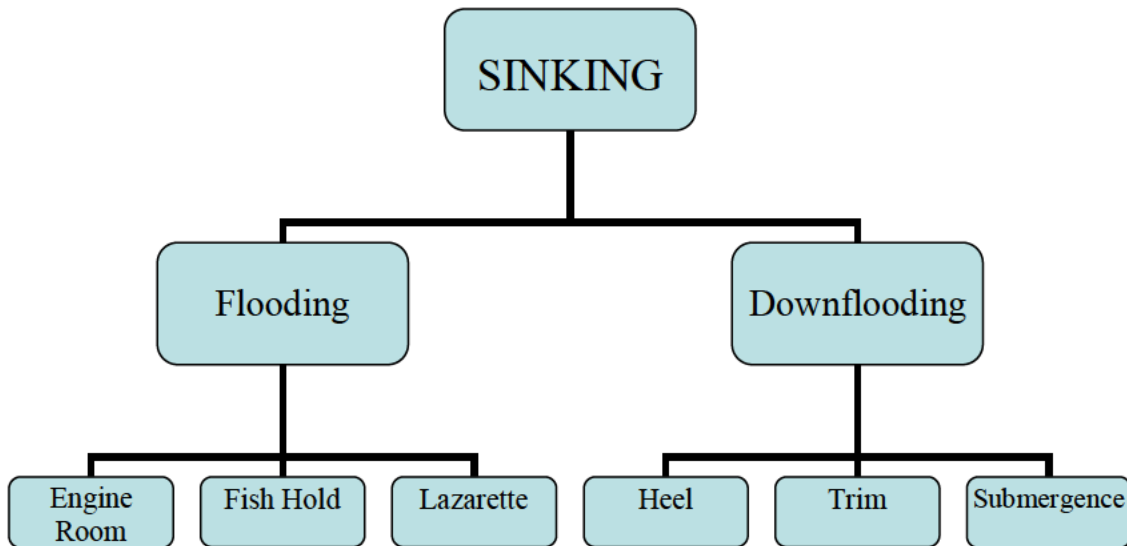 SINKING
Flooding
Downflooding
Engine
Room
Fish Hold
Lazarette
Heel
Trim
Submergence